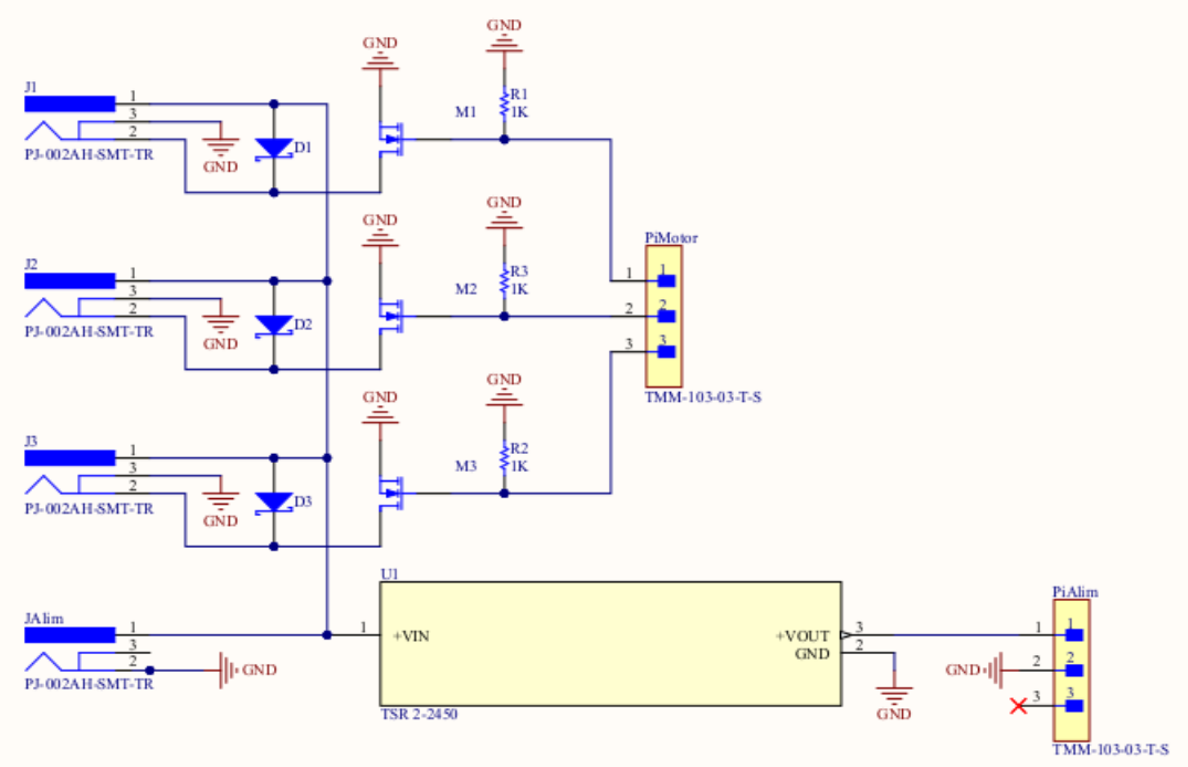 GND
GND
J1
1
3
2
PJ-002AH-SMT-TR
GND
D1
M1
R1
1K
GND
GND
PiMotor
J2
1
3
2
PJ-002AH-SMT-TR
GND
D2
M2
R3
1K
1
1
2
2
3
3
TMM-103-03-T-S
GND
GND
J3
1
3
2
PJ-002AH-SMT-TR
GND
D3
M3
R2
1K
U1
JAlim
1
3
2
PJ-002AH-SMT-TR
GND
1
+VIN
+VOUT
GND
3
2
TSR 2-2450
GND
PiAlim
1
1
GND
2
2
3
3
TMM-103-03-T-S